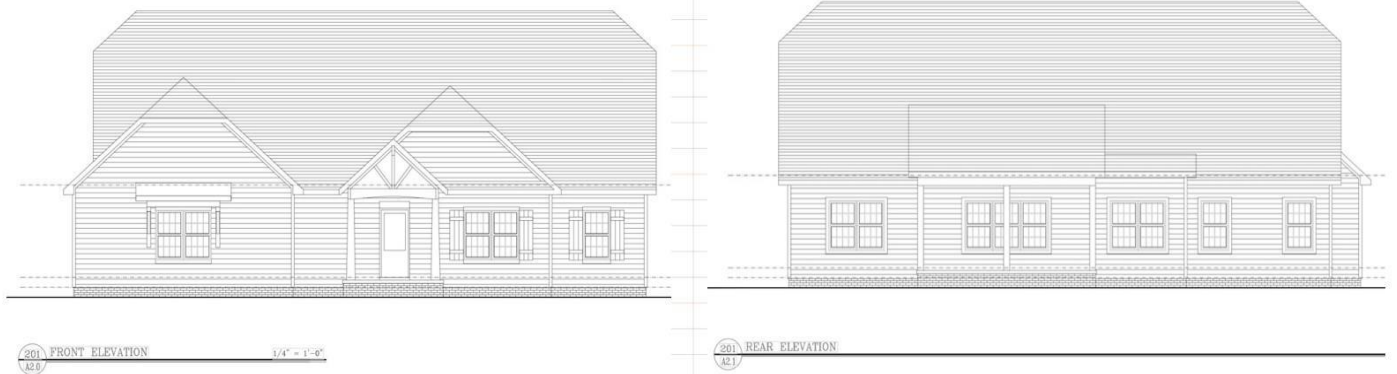 201 FRONT ELEVATION 1/4" = 1'-0"
A2.0
201 REAR ELEVATION
A2.1